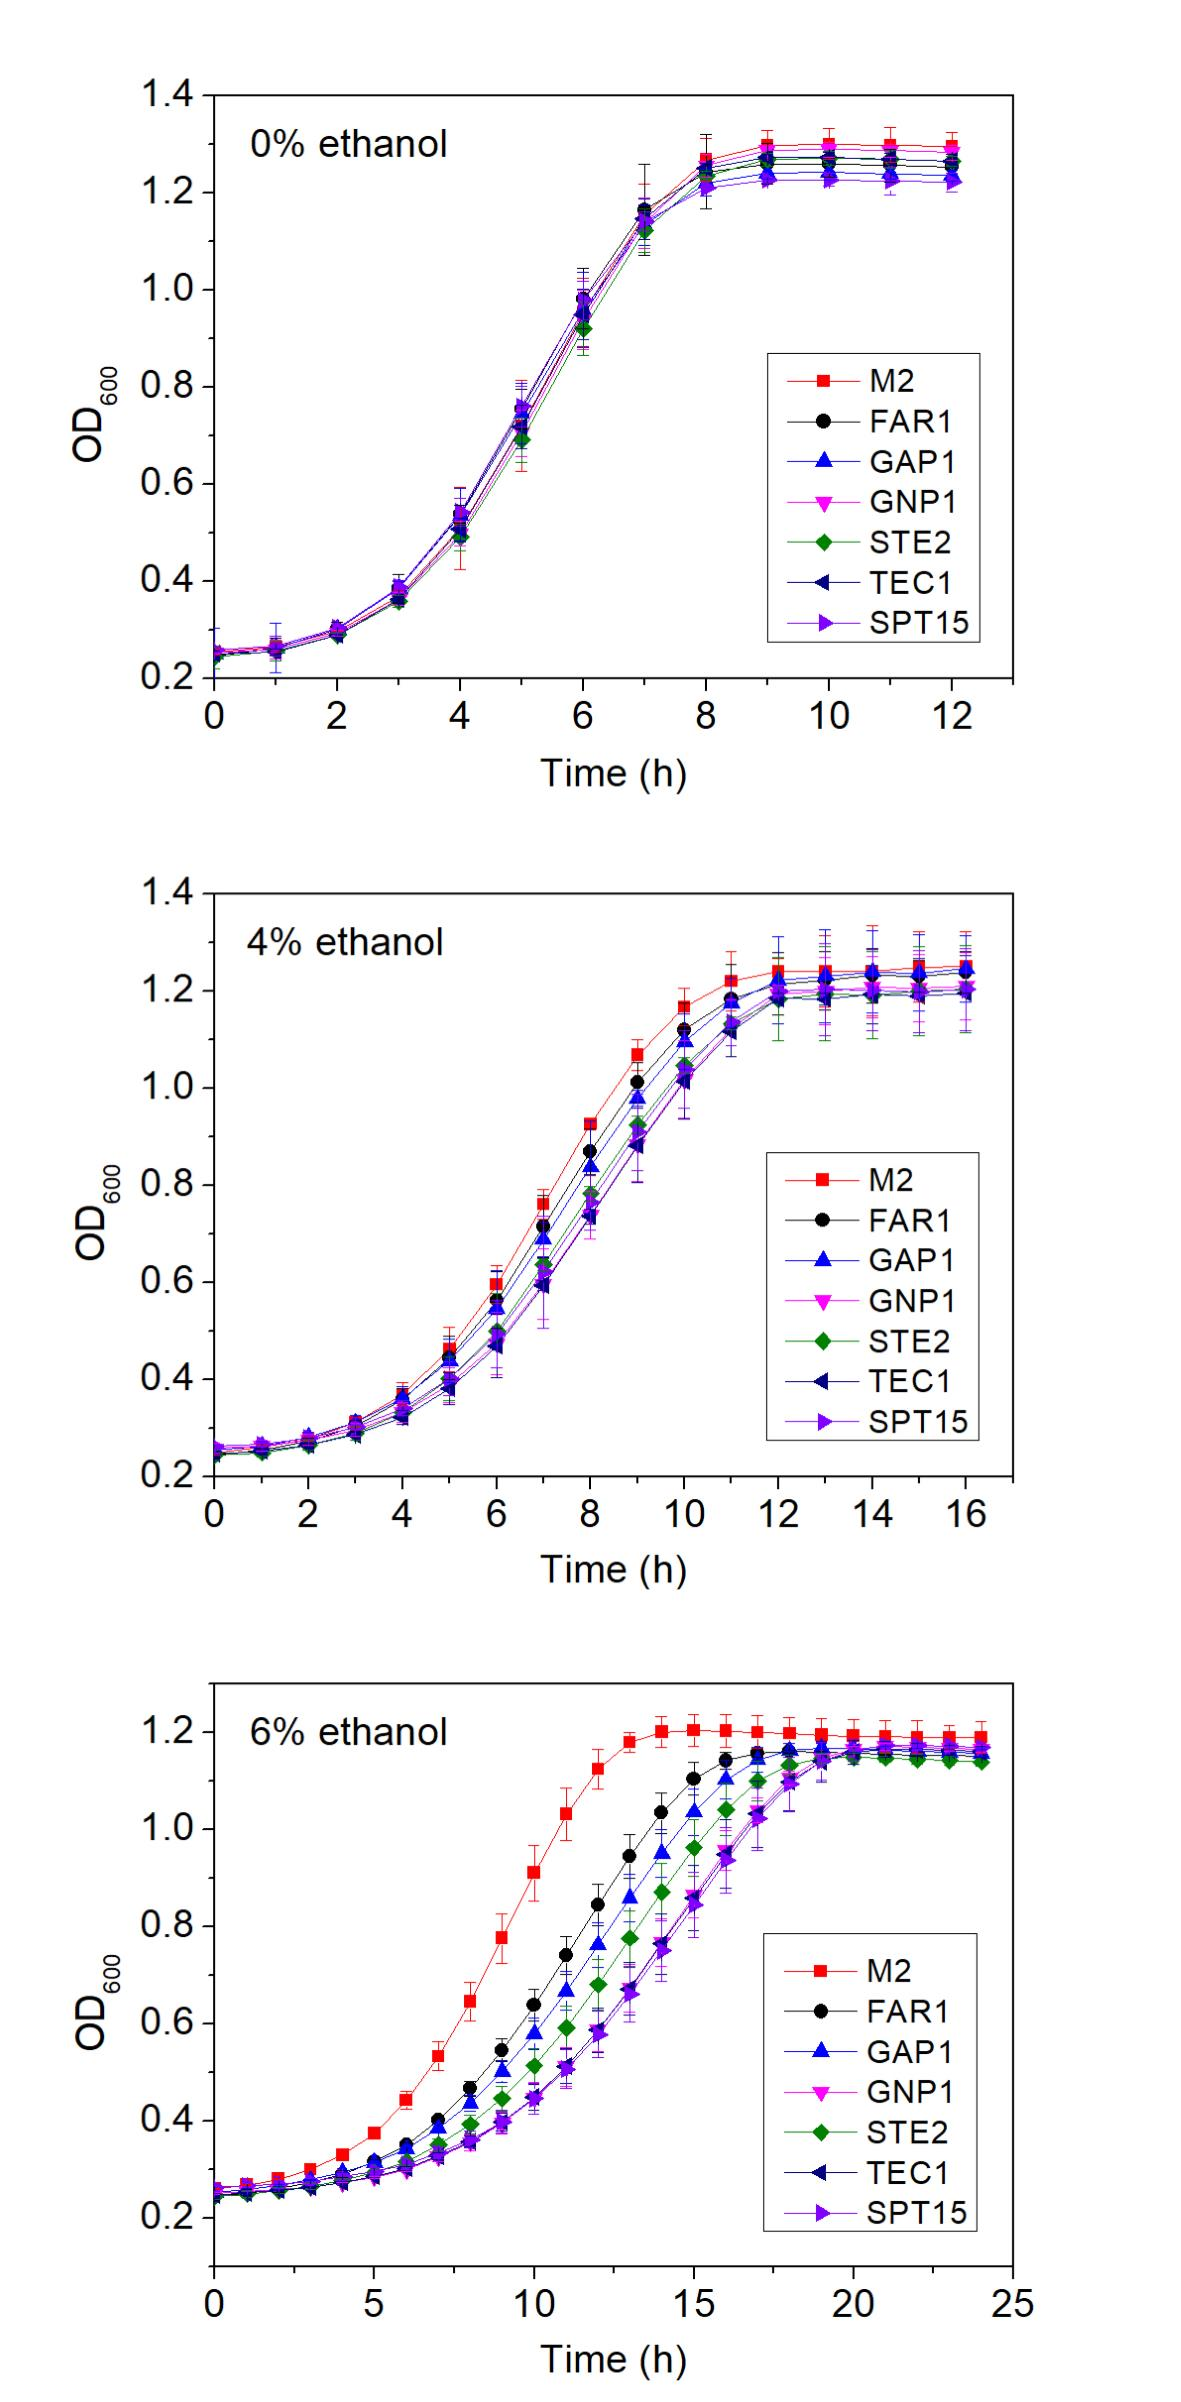 1.4
0% ethanol
1.2
1.0
0.8
0.6
0.4
0.2
OD600
M2
FAR1
GAP1
GNP1
STE2
TEC1
SPT15
0 2 4 6 8 10 12
Time (h)
1.4
4% ethanol
1.2
1.0
0.8
0.6
0.4
0.2
OD600
M2
FAR1
GAP1
GNP1
STE2
TEC1
SPT15
0 2 4 6 8 10 12 14 16
Time (h)
6% ethanol
1.2
1.0
0.8
0.6
0.4
0.2
OD600
M2
FAR1
GAP1
GNP1
STE2
TEC1
SPT15
0 5 10 15 20 25
Time (h)